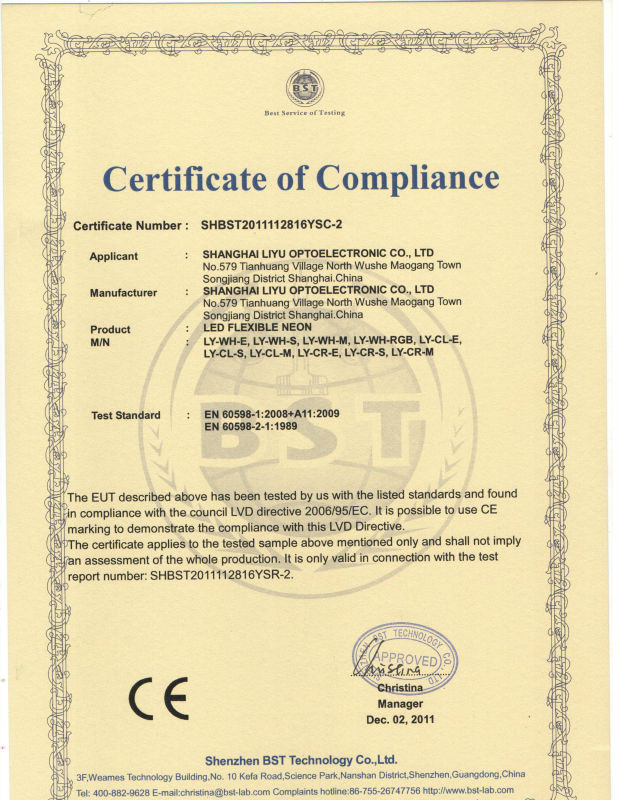 BST
Best Service of Testing
Certificate of Compliance
Certificate Number : SHBST2011112816YSC-2
Applicant : SHANGHAI LIYU OPTOELECTRONIC CO., LTD
No.579 Tianhuang Village North Wushe Maogang Town
Songjiang District Shanghai.China
Manufacturer : SHANGHAI LIYU OPTOELECTRONIC CO., LTD
No.579 Tianhuang Village North Wushe Maogang Town
Songjiang District Shanghai.China
Product : LED FLEXIBLE NEON
M/N : LY-WH-E, LY-WH-S, LY-WH-M, LY-WH-RGB, LY-CL-E,
LY-CL-S, LY-CL-M, LY-CR-E, LY-CR-S, LY-CR-M
Test Standard : EN 60598-1:2008+A11:2009
EN 60598-2-1:1989
BST
The EUT described above has been tested by us with the listed standards and found
in compliance with the council LVD directive 2006/95/EC. It is possible to use CE
marking to demonstrate the compliance with this LVD Directive.
The certificate applies to the tested sample above mentioned only and shall not imply
an assessment of the whole production. It is only valid in connection with the test
report number: SHBST2011112816YSR-2.
BST TECHNOLOGY CO., LTD
APPROVED
Christina
Manager
Dec. 02, 2011
CE
Shenzhen BST Technology Co.,Ltd.
3F,Weames Technology Building,No. 10 Kefa Road,Science Park,Nanshan District,Shenzhen,Guangdong,China
Tel: 400-882-9628 E-mail:christina@bst-lab.com Complaints hotline:86-755-26747756 http://www.bst-lab.com